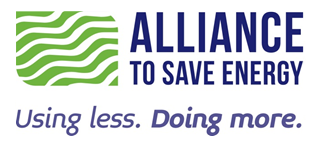 ALLIANCE
TO SAVE ENERGY
Using less. Doing more.